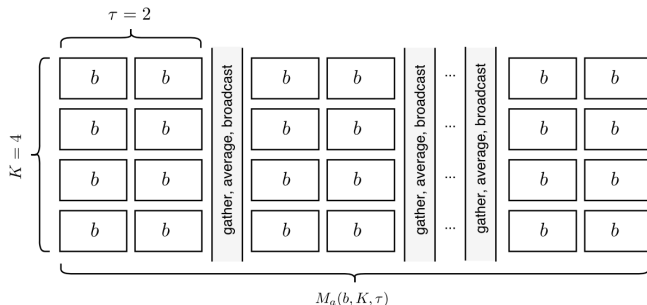 τ = 2
K = 4
b b gather, average, broadcast b b gather, average, broadcast ... gather, average, broadcast b b
b b b b ... b b
b b b b ... b b
b b b b ... b b
M_a(b, K, τ)